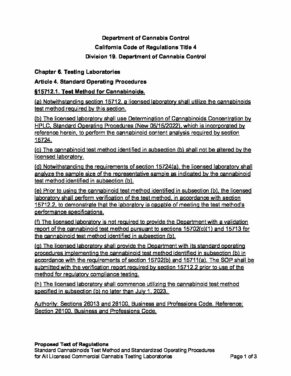 Department of Cannabis Control
California Code of Regulations Title 4
Division 19. Department of Cannabis Control
Chapter 6. Testing Laboratories
Article 4. Standard Operating Procedures
§15712.1. Test Method for Cannabinoids.
(a) Notwithstanding section 15712, a licensed laboratory shall utilize the cannabinoids
test method required by this section.
(b) The licensed laboratory shall use Determination of Cannabinoids Concentration by
HPLC, Standard Operating Procedures (New 05/16/2022), which is incorporated by
reference herein, to perform the cannabinoid content analysis required by section
15724.
(c) The cannabinoid test method identified in subsection (b) shall not be altered by the
licensed laboratory.
(d) Notwithstanding the requirements of section 15724(a), the licensed laboratory shall
analyze the sample size of the representative sample as indicated by the cannabinoid
test method identified in subsection (b).
(e) Prior to using the cannabinoid test method identified in subsection (b), the licensed
laboratory shall perform verification of the test method, in accordance with section
15712.2, to demonstrate that the laboratory is capable of meeting the test method's
performance specifications.
(f) The licensed laboratory is not required to provide the Department with a validation
report of the cannabinoid test method pursuant to sections 15702(o)(1) and 15713 for
the cannabinoid test method identified in subsection (b).
(g) The licensed laboratory shall provide the Department with its standard operating
procedures implementing the cannabinoid test method identified in subsection (b) in
accordance with the requirements of section 15702(b) and 15711(a). The SOP shall be
submitted with the verification report required by section 15712.2 prior to use of the
method for regulatory compliance testing.
(h) The licensed laboratory shall commence utilizing the cannabinoid test method
specified in subsection (b) no later than July 1, 2023.
Authority: Sections 26013 and 26100, Business and Professions Code. Reference:
Section 26100, Business and Professions Code.
Proposed Text of Regulations
Standard Cannabinoids Test Method and Standardized Operating Procedures
for All Licensed Commercial Cannabis Testing Laboratories Page 1 of 3